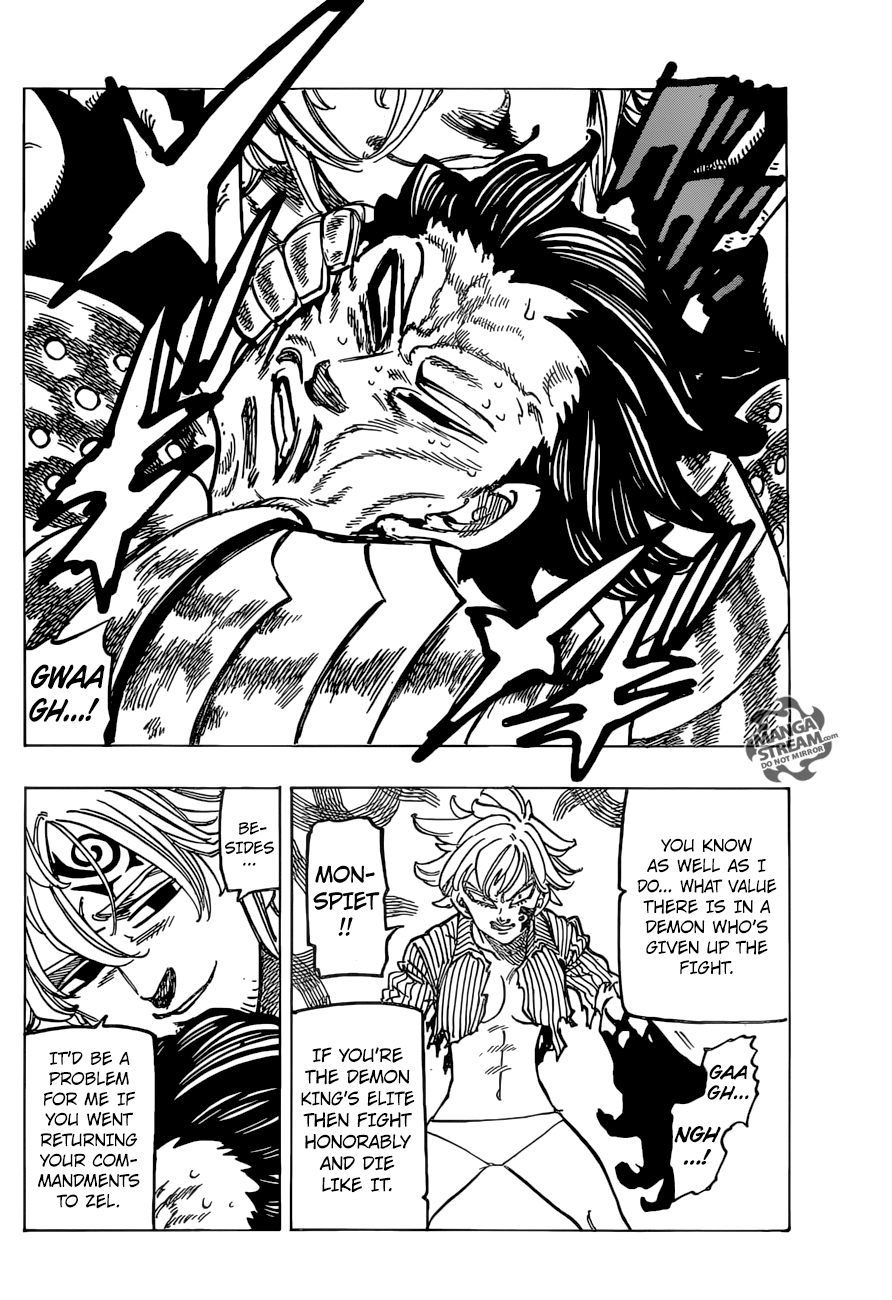 GWAA
GH...!
MANGA
STREAM.com
DO NOT MIRROR
YOU KNOW
AS WELL AS I
DO... WHAT VALUE
THERE IS IN A
DEMON WHO'S
GIVEN UP THE
FIGHT.
MON-
SPIET
!!
GAA
GH...
NGH
...!
IF YOU'RE
THE DEMON
KING'S ELITE
THEN FIGHT
HONORABLY
AND DIE
LIKE IT.
BE-
SIDES
...
IT'D BE A
PROBLEM
FOR ME IF
YOU WENT
RETURNING
YOUR COM-
MANDMENTS
TO ZEL.